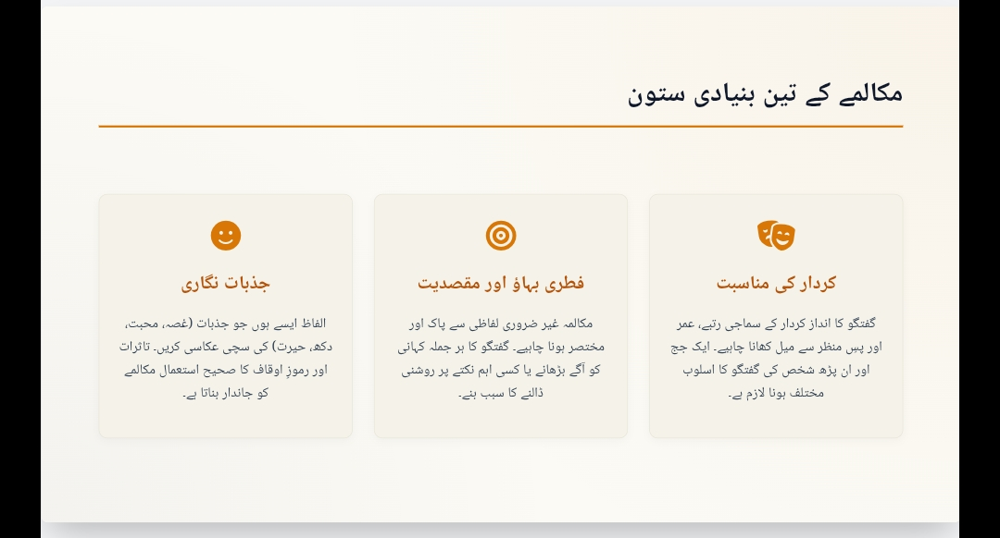 مکالمے کے تین بنیادی ستون
کردار کی مناسبت
گفتگو کا انداز کردار کے سماجی رتبے، عمر
اور پسِ منظر سے میل کھانا چاہیے۔ ایک جج
اور ان پڑھ شخص کی گفتگو کا اسلوب
مختلف ہونا لازم ہے۔
فطری بہاؤ اور مقصدیت
مکالمہ غیر ضروری لفاظی سے پاک اور
مختصر ہونا چاہیے۔ گفتگو کا ہر جملہ کہانی
کو آگے بڑھانے یا کسی اہم نکتے پر روشنی
ڈالنے کا سبب بنے۔
جذبات نگاری
الفاظ ایسے ہوں جو جذبات (غصہ، محبت،
دکھ، حیرت) کی سچی عکاسی کریں۔ تاثرات
اور رموزِ اوقاف کا صحیح استعمال مکالمے
کو جاندار بناتا ہے۔